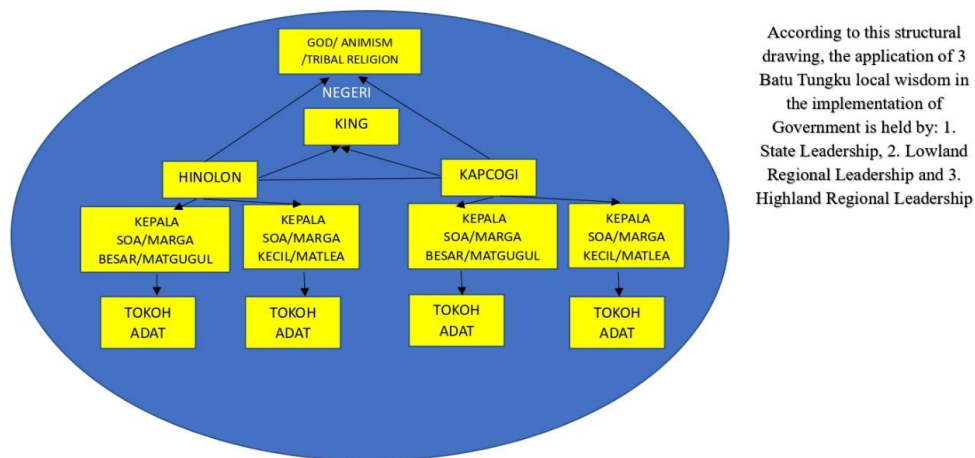 GOD/ ANIMISM
/TRIBAL RELIGION
NEGERI
KING
HINOLON
KAPCOGI
KEPALA
SOA/MARGA
BESAR/MATGUGUL
KEPALA
SOA/MARGA
KECIL/MATLEA
KEPALA
SOA/MARGA
BESAR/MATGUGUL
KEPALA
SOA/MARGA
KECIL/MATLEA
TOKOH
ADAT
TOKOH
ADAT
TOKOH
ADAT
TOKOH
ADAT
According to this structural
drawing, the application of 3
Batu Tungku local wisdom in
the implementation of
Government is held by: 1.
State Leadership, 2. Lowland
Regional Leadership and 3.
Highland Regional Leadership